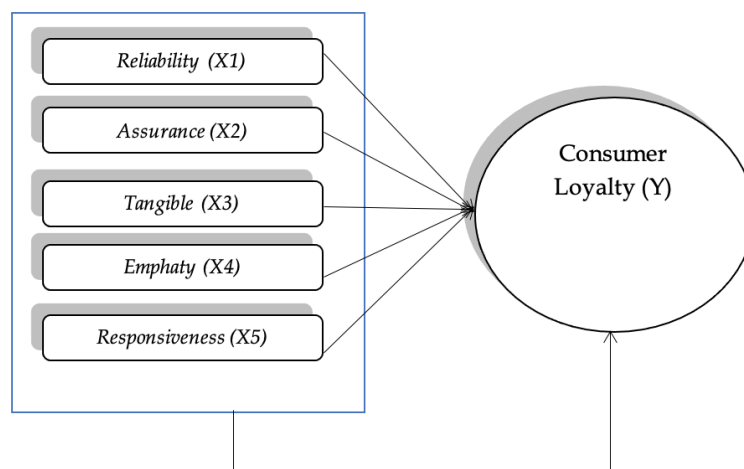 Reliability (X1)
Assurance (X2)
Tangible (X3)
Emphaty (X4)
Responsiveness (X5)
Consumer
Loyalty (Y)